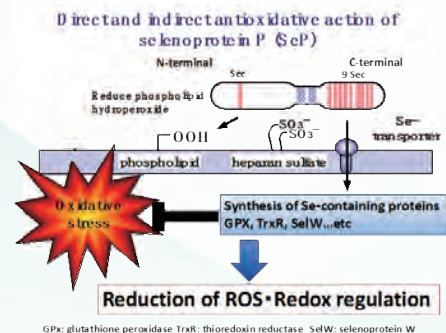 Direct and indirect antioxidative action of
selenoprotein P (SeP)
N-terminal
C-terminal
Sec
9 Sec
Reduce phospholipid
hydroperoxide
OOH
SO3⁻
SO3⁻
Se
transporter
phospholipid
heparan sulfate
Oxidative
stress
Synthesis of Se-containing proteins
GPX, TrxR, SelW...etc
Reduction of ROS・Redox regulation
GPx: glutathione peroxidase TrxR: thioredoxin reductase SelW: selenoprotein W